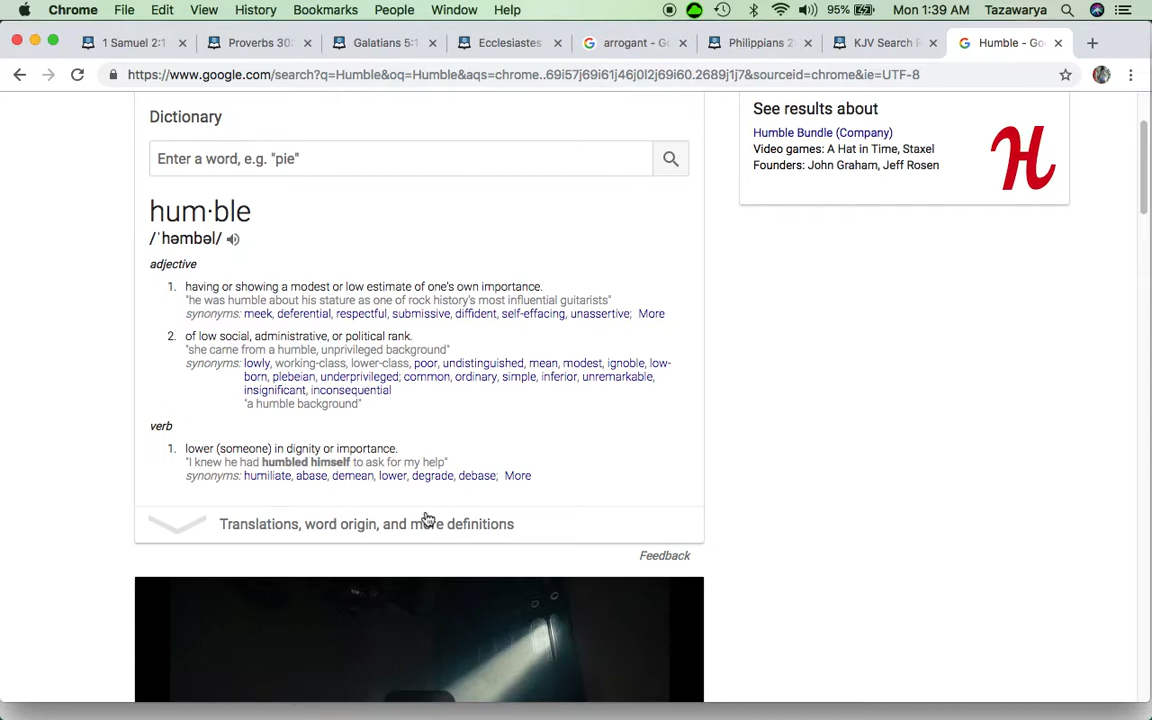 Chrome File Edit View History Bookmarks People Window Help 95% Mon 1:39 AM Tazawarya
1 Samuel 2:1 Proverbs 30: Galatians 5:1 Ecclesiastes arrogant - Go Philippians 2: KJV Search R Humble - Goo
https://www.google.com/search?q=Humble&oq=Humble&aqs=chrome..69i57j69i61j46j0l2j69i60.2689j1j7&sourceid=chrome&ie=UTF-8
Dictionary
Enter a word, e.g. "pie"
hum·ble
/ˈhəmbəl/
adjective
1. having or showing a modest or low estimate of one's own importance.
"he was humble about his stature as one of rock history's most influential guitarists"
synonyms: meek, deferential, respectful, submissive, diffident, self-effacing, unassertive; More
2. of low social, administrative, or political rank.
"she came from a humble, unprivileged background"
synonyms: lowly, working-class, lower-class, poor, undistinguished, mean, modest, ignoble, low-
born, plebeian, underprivileged; common, ordinary, simple, inferior, unremarkable,
insignificant, inconsequential
"a humble background"
verb
1. lower (someone) in dignity or importance.
"I knew he had humbled himself to ask for my help"
synonyms: humiliate, abase, demean, lower, degrade, debase; More
Translations, word origin, and more definitions
Feedback
See results about
Humble Bundle (Company)
Video games: A Hat in Time, Staxel
Founders: John Graham, Jeff Rosen
H